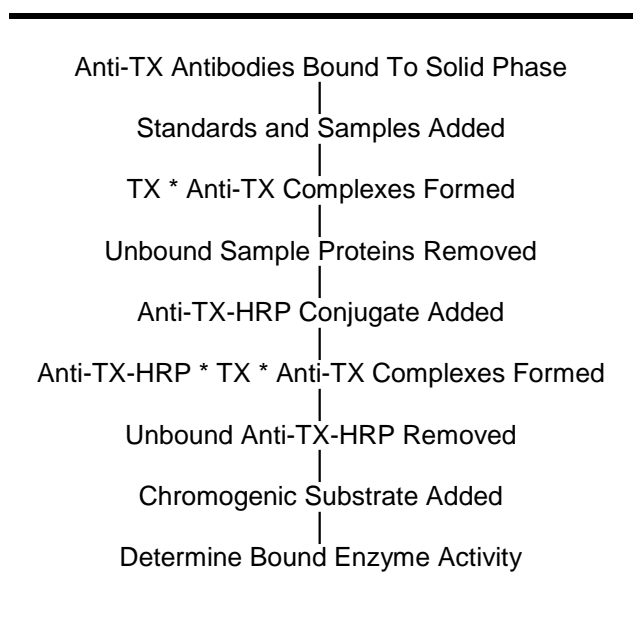 Anti-TX Antibodies Bound To Solid Phase
Standards and Samples Added
TX * Anti-TX Complexes Formed
Unbound Sample Proteins Removed
Anti-TX-HRP Conjugate Added
Anti-TX-HRP * TX * Anti-TX Complexes Formed
Unbound Anti-TX-HRP Removed
Chromogenic Substrate Added
Determine Bound Enzyme Activity